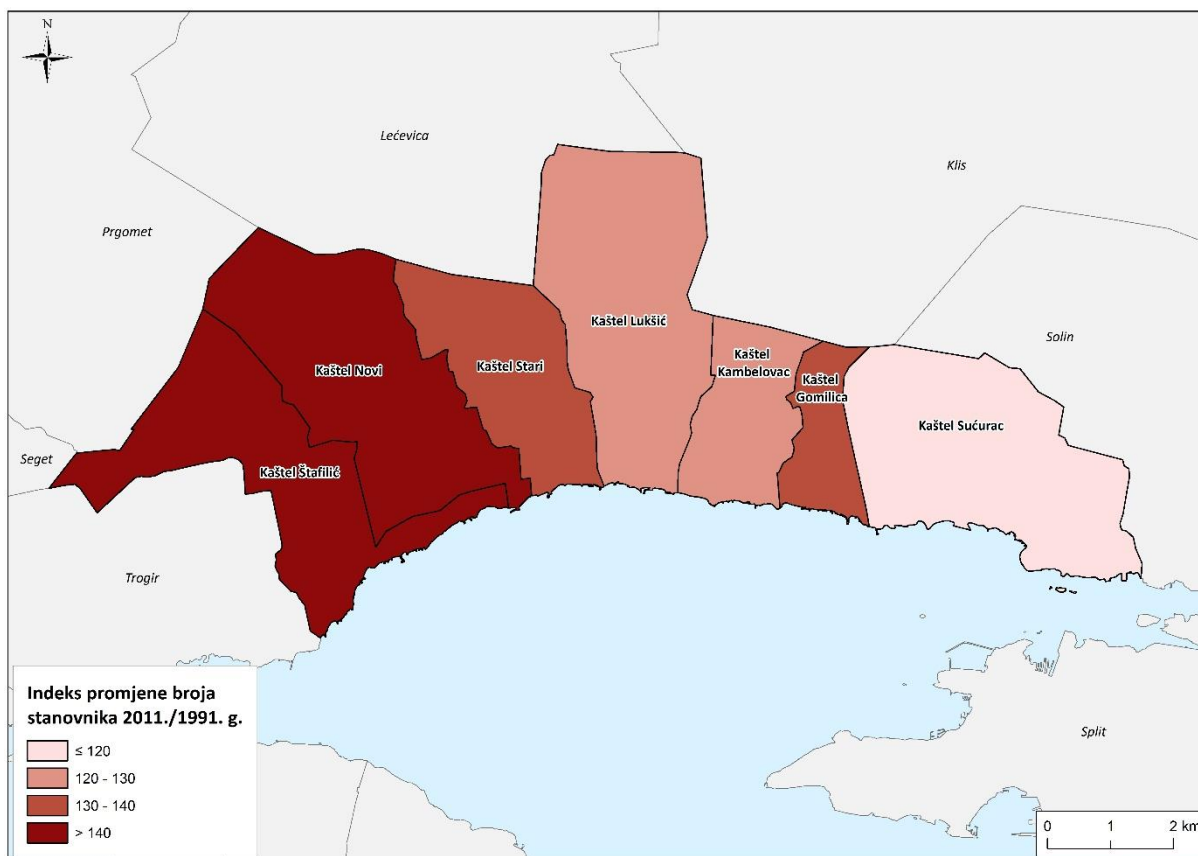 N
Lećevica
Klis
Prgomet
Solin
Kaštel Lukšić
Kaštel
Kambelovac
Kaštel Stari
Kaštel Novi
Kaštel
Gomilica
Kaštel Sućurac
Seget
Kaštel Štafilić
Trogir
Split
Indeks promjene broja
stanovnika 2011./1991. g.
≤ 120
120 - 130
130 - 140
> 140
0 1 2 km